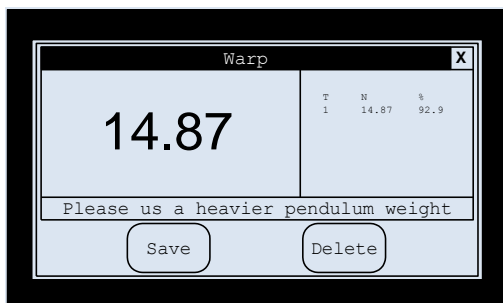 Warp
X
14.87
T N %
1 14.87 92.9
Please us a heavier pendulum weight
Save
Delete